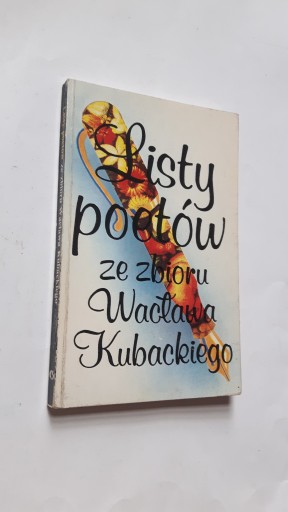 Listy
poetów
ze zbioru
Wacława
Kubackiego